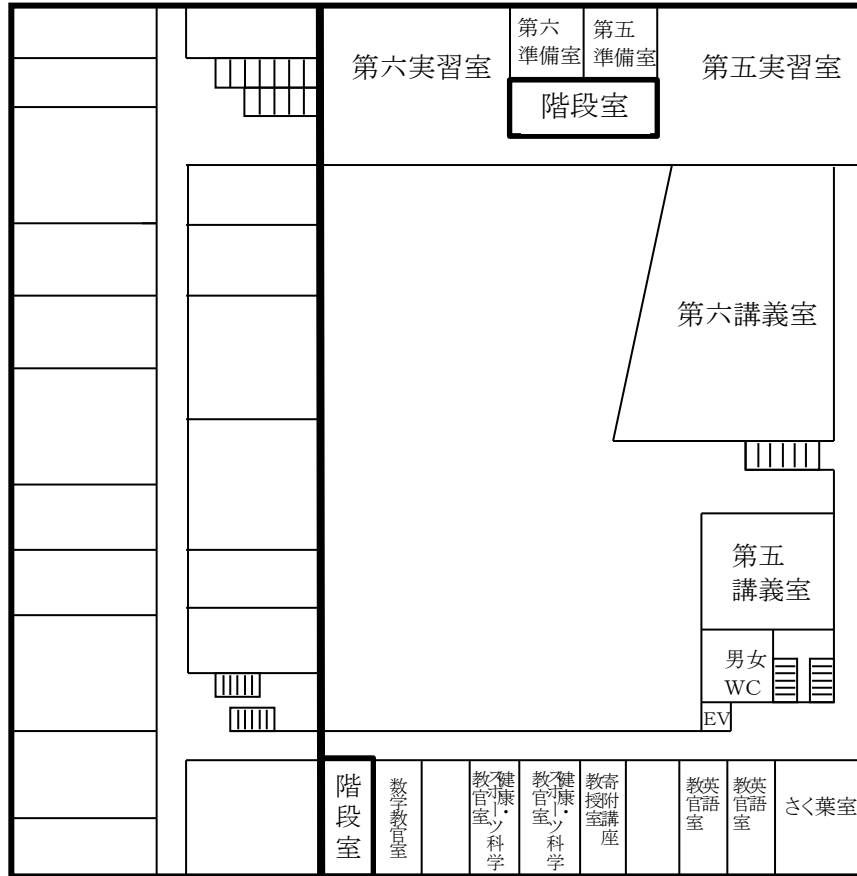 第六
準備室
第五
準備室
第六実習室
第五実習室
階段室
第六講義室
第五
講義室
男女
WC
EV
階段室
数学教官室
健康・スポーツ科学
教官室
健康・スポーツ科学
教官室
寄附講座
教授室
英語
教官室
英語
教官室
さく葉室